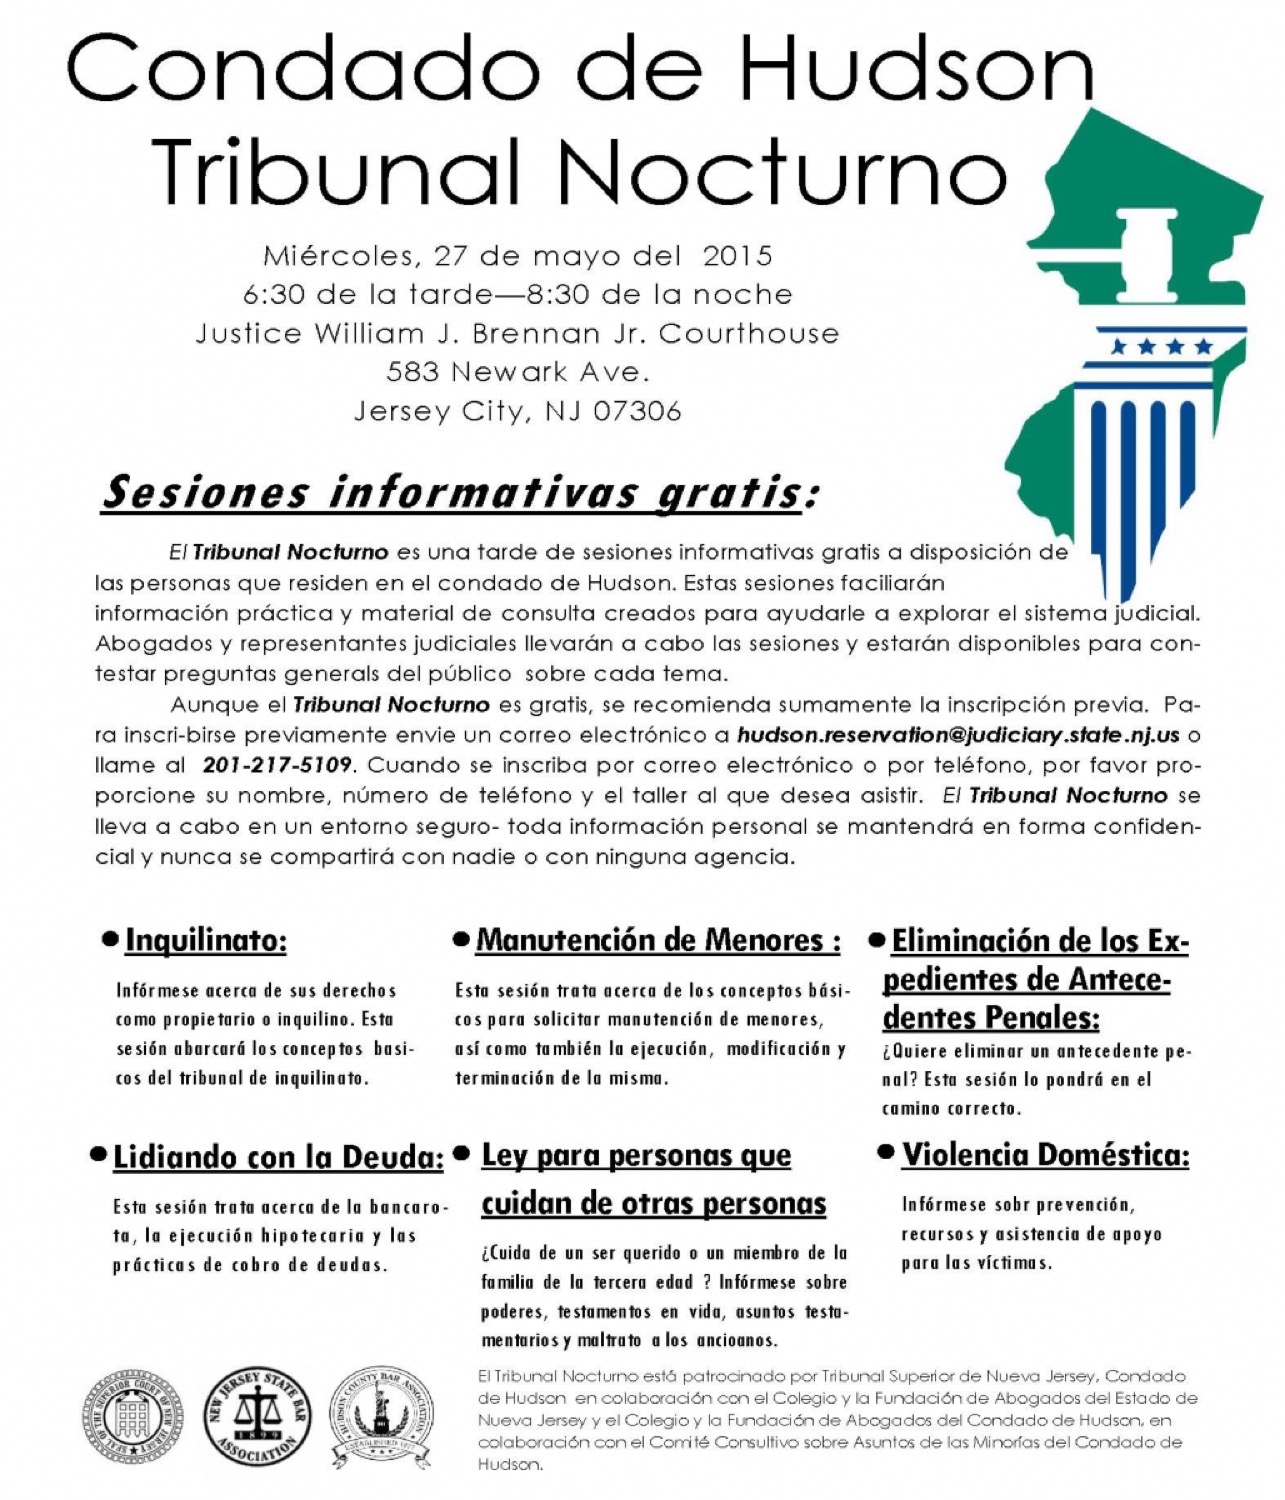 Condado de Hudson
Tribunal Nocturno
Miércoles, 27 de mayo del 2015
6:30 de la tarde—8:30 de la noche
Justice William J. Brennan Jr. Courthouse
583 Newark Ave.
Jersey City, NJ 07306
Sesiones informativas gratis:
El Tribunal Nocturno es una tarde de sesiones informativas gratis a disposición de
las personas que residen en el condado de Hudson. Estas sesiones faciliarán
información práctica y material de consulta creados para ayudarle a explorar el sistema judicial.
Abogados y representantes judiciales llevarán a cabo las sesiones y estarán disponibles para con-
testar preguntas generals del público sobre cada tema.
Aunque el Tribunal Nocturno es gratis, se recomienda sumamente la inscripción previa. Pa-
ra inscri-birse previamente envie un correo electrónico a hudson.reservation@judiciary.state.nj.us o
llame al 201-217-5109. Cuando se inscriba por correo electrónico o por teléfono, por favor pro-
porcione su nombre, número de teléfono y el taller al que desea asistir. El Tribunal Nocturno se
lleva a cabo en un entorno seguro- toda información personal se mantendrá en forma confiden-
cial y nunca se compartirá con nadie o con ninguna agencia.
• Inquilinato:
Infórmese acerca de sus derechos
como propietario o inquilino. Esta
sesión abarcará los conceptos basi-
cos del tribunal de inquilinato.
• Manutención de Menores :
Esta sesión trata acerca de los conceptos bási-
cos para solicitar manutención de menores,
así como también la ejecución, modificación y
terminación de la misma.
• Eliminación de los Ex-
pedientes de Antece-
dentes Penales:
¿Quiere eliminar un antecedente pe-
nal? Esta sesión lo pondrá en el
camino correcto.
• Lidiando con la Deuda:
Esta sesión trata acerca de la bancaro-
ta, la ejecución hipotecaria y las
prácticas de cobro de deudas.
• Ley para personas que
cuidan de otras personas
¿Cuida de un ser querido o un miembro de la
familia de la tercera edad ? Infórmese sobre
poderes, testamentos en vida, asuntos testa-
mentarios y maltrato a los ancioanos.
• Violencia Doméstica:
Infórmese sobr prevención,
recursos y asistencia de apoyo
para las víctimas.
THE SUPERIOR COURT OF NEW JERSEY
SEAL OF
NEW JERSEY STATE BAR
1899
ASSOCIATION
HUDSON COUNTY BAR ASSOCIATION
El Tribunal Nocturno está patrocinado por Tribunal Superior de Nueva Jersey, Condado
de Hudson en colaboración con el Colegio y la Fundación de Abogados del Estado de
Nueva Jersey y el Colegio y la Fundación de Abogados del Condado de Hudson, en
colaboración con el Comité Consultivo sobre Asuntos de las Minorías del Condado de
Hudson.